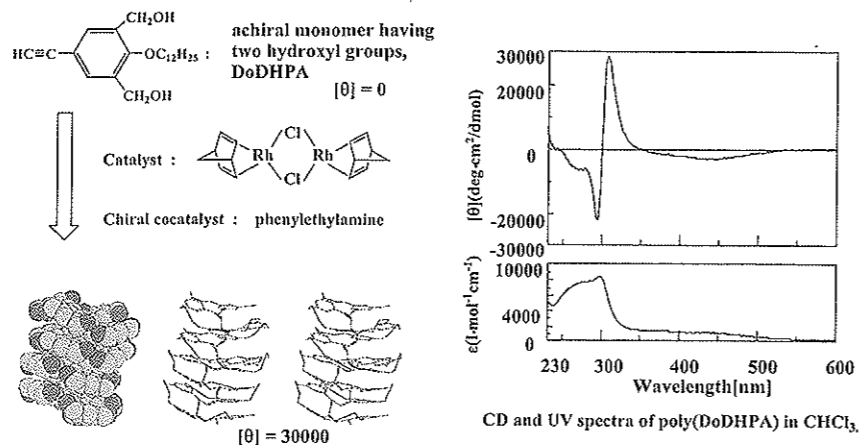 CH₂OH
HC≡C
OC₁₂H₂₅ :
CH₂OH
achiral monomer having
two hydroxyl groups,
DoDHPA
[θ] = 0
Catalyst :
Rh
Cl
Cl
Rh
Chiral cocatalyst : phenylethylamine
[θ] = 30000
[θ](deg·cm²/dmol)
30000
20000
0
-20000
-30000
ε(l·mol⁻¹cm⁻¹)
10000
4000
0
230 300 400 500 600
Wavelength[nm]
CD and UV spectra of poly(DoDHPA) in CHCl₃.